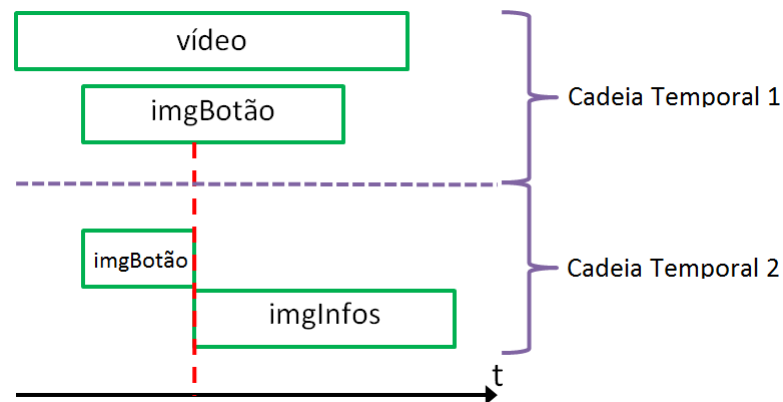 vídeo
imgBotão
Cadeia Temporal 1
imgBotão
Cadeia Temporal 2
imgInfos
t